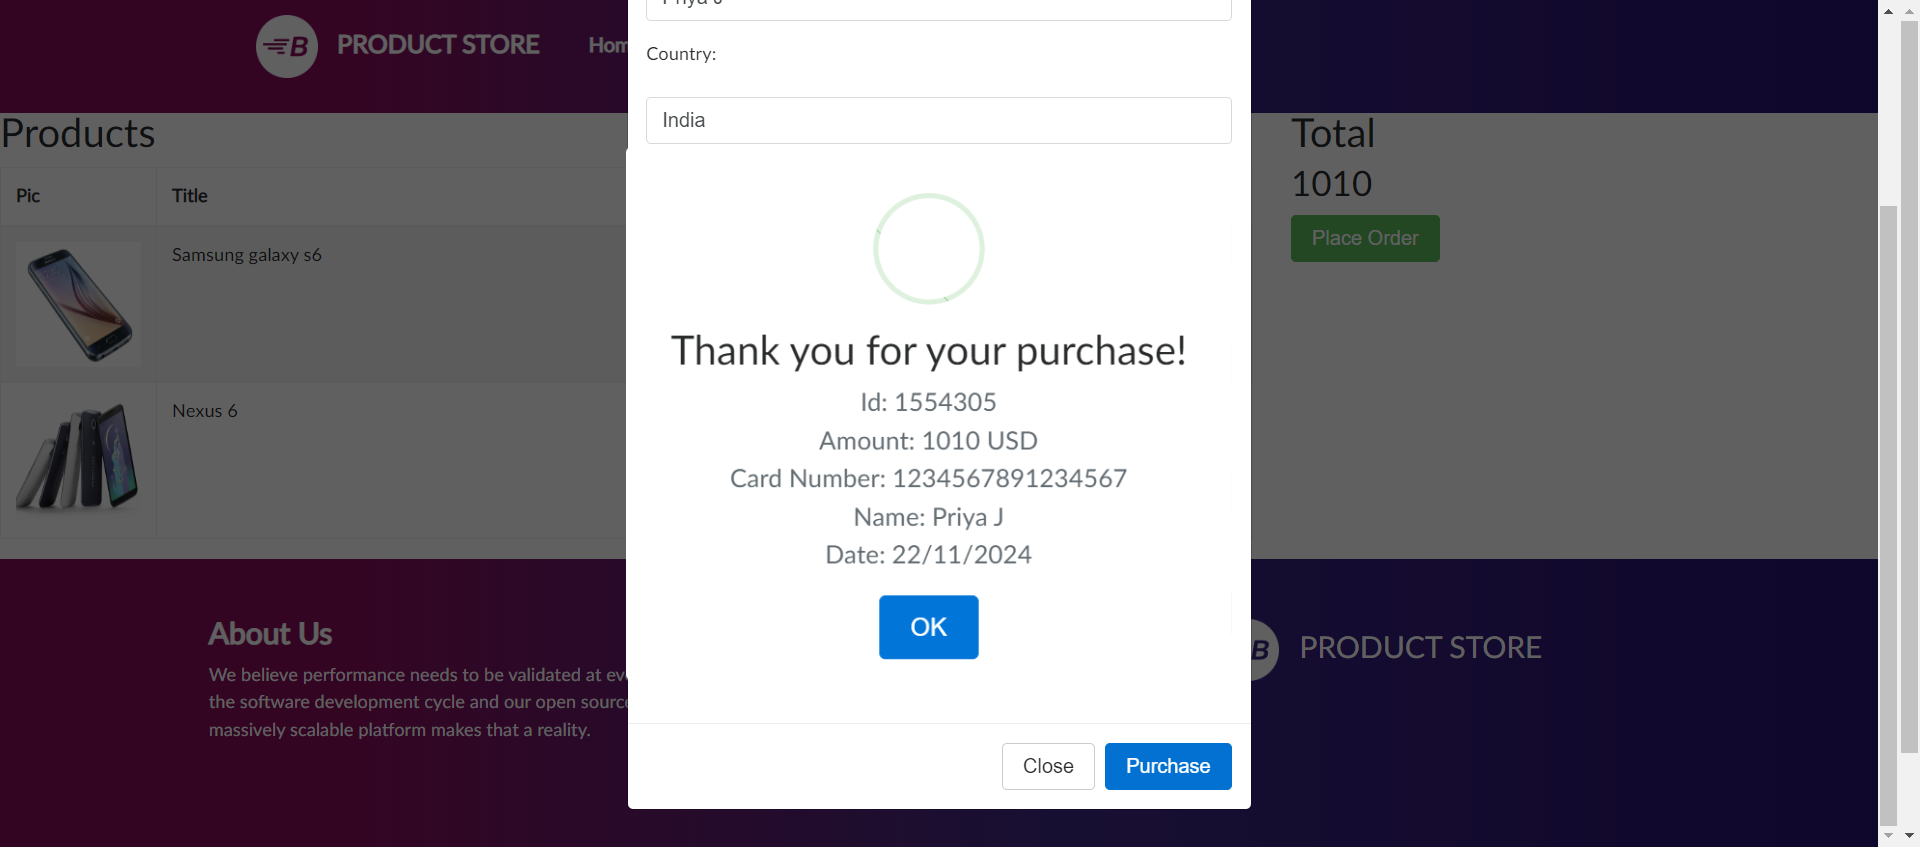 Priya J
B PRODUCT STORE Hom
Country:
India
Products
Pic Title
Samsung galaxy s6
Nexus 6
Total
1010
Place Order
Thank you for your purchase!
Id: 1554305
Amount: 1010 USD
Card Number: 1234567891234567
Name: Priya J
Date: 22/11/2024
OK
About Us
We believe performance needs to be validated at ev
the software development cycle and our open source
massively scalable platform makes that a reality.
B PRODUCT STORE
Close Purchase